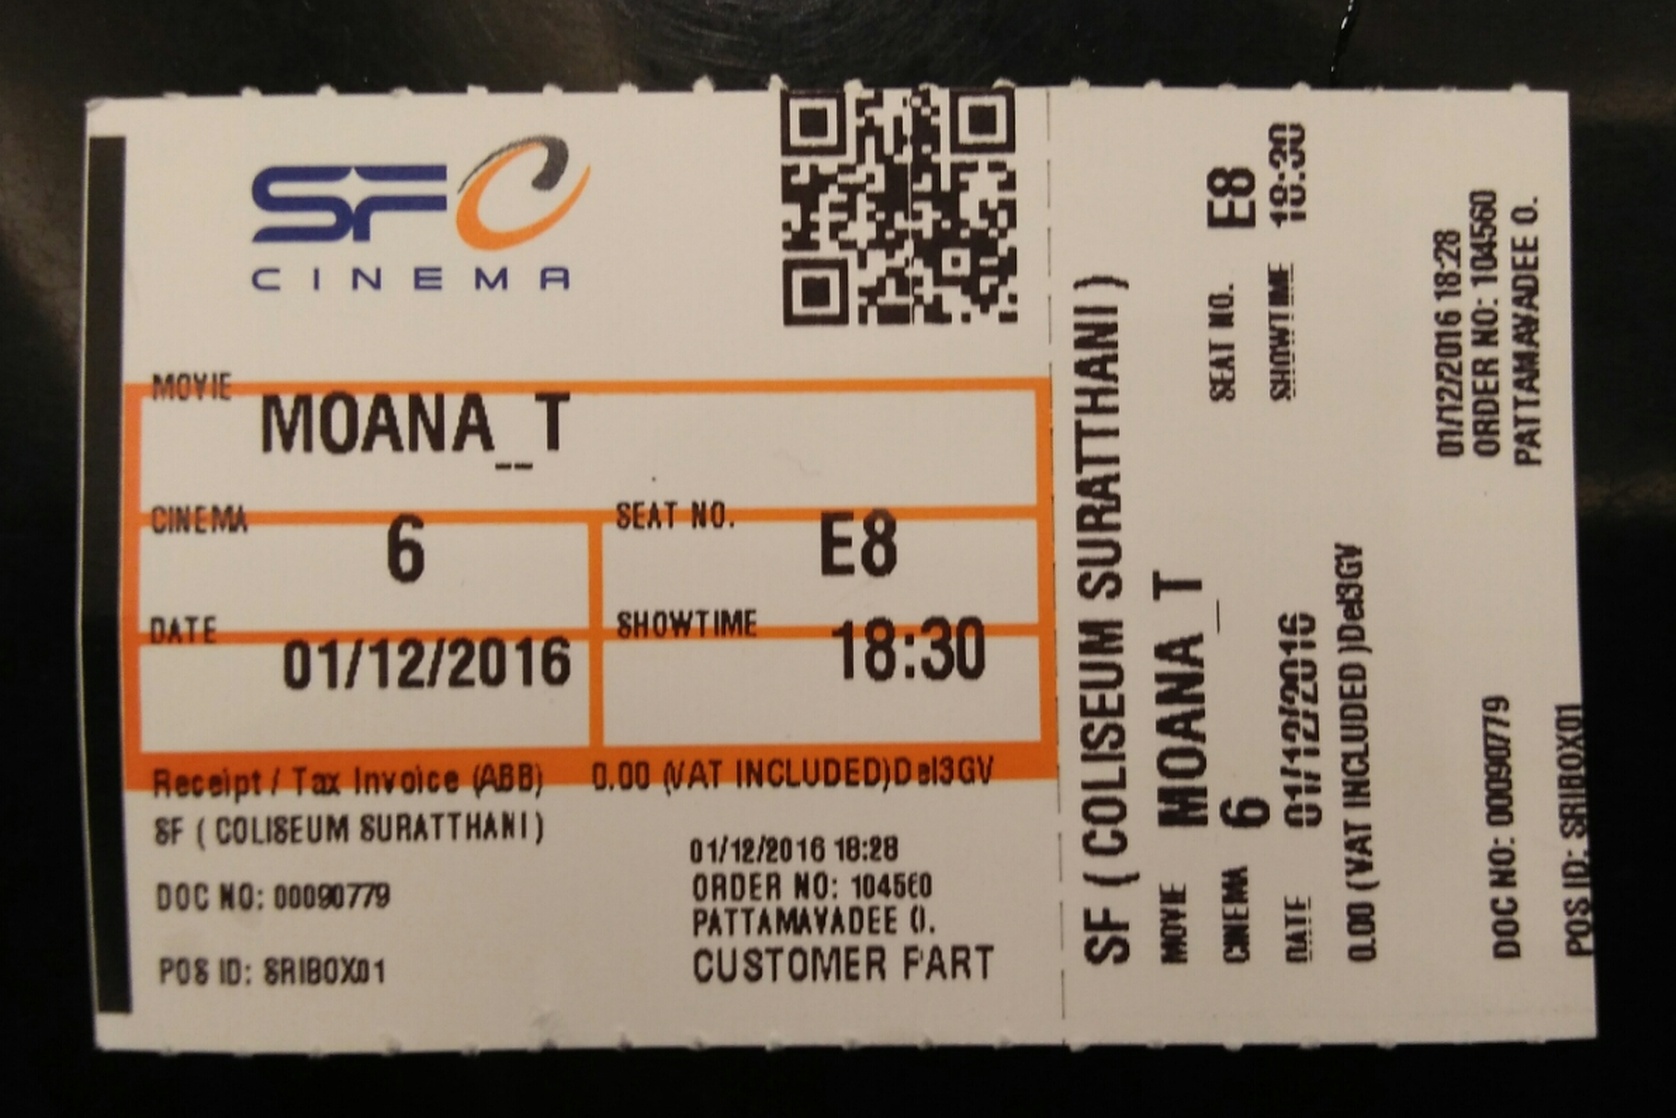 SFC
CINEMA
MOVIE
MOANA__T
CINEMA
6
SEAT NO.
E8
DATE
01/12/2016
SHOWTIME
18:30
Receipt / Tax Invoice (ABB) 0.00 (VAT INCLUDED)Del3GV
SF ( COLISEUM SURATTHANI )
DOC NO: 00090779
POS ID: SRIBOX01
01/12/2016 18:28
ORDER NO: 104560
PATTAMAVADEE O.
CUSTOMER PART
SF ( COLISEUM SURATTHANI )
MOVIE MOANA__T
CINEMA 6
SEAT NO. E8
DATE 01/12/2016
SHOWTIME 18:30
0.00 (VAT INCLUDED )Del3GV
01/12/2016 18:28
ORDER NO: 104560
PATTAMAVADEE O.
DOC NO: 00090779
POS ID: SRIBOX01